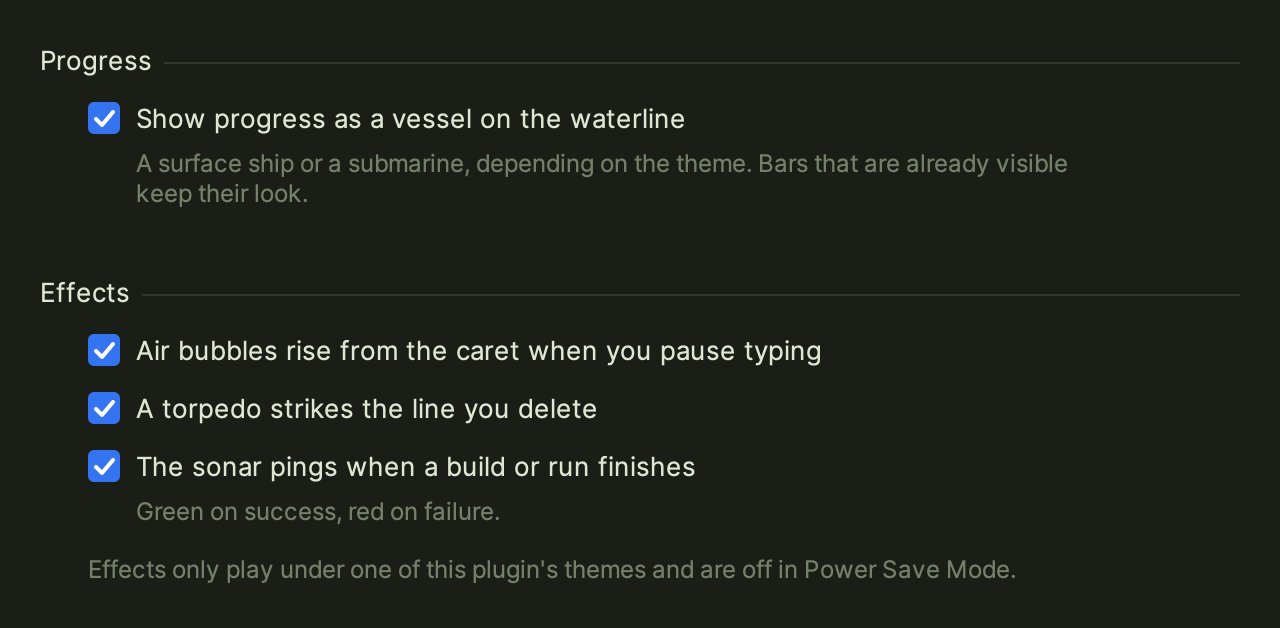 Progress
Show progress as a vessel on the waterline
A surface ship or a submarine, depending on the theme. Bars that are already visible
keep their look.
Effects
Air bubbles rise from the caret when you pause typing
A torpedo strikes the line you delete
The sonar pings when a build or run finishes
Green on success, red on failure.
Effects only play under one of this plugin's themes and are off in Power Save Mode.